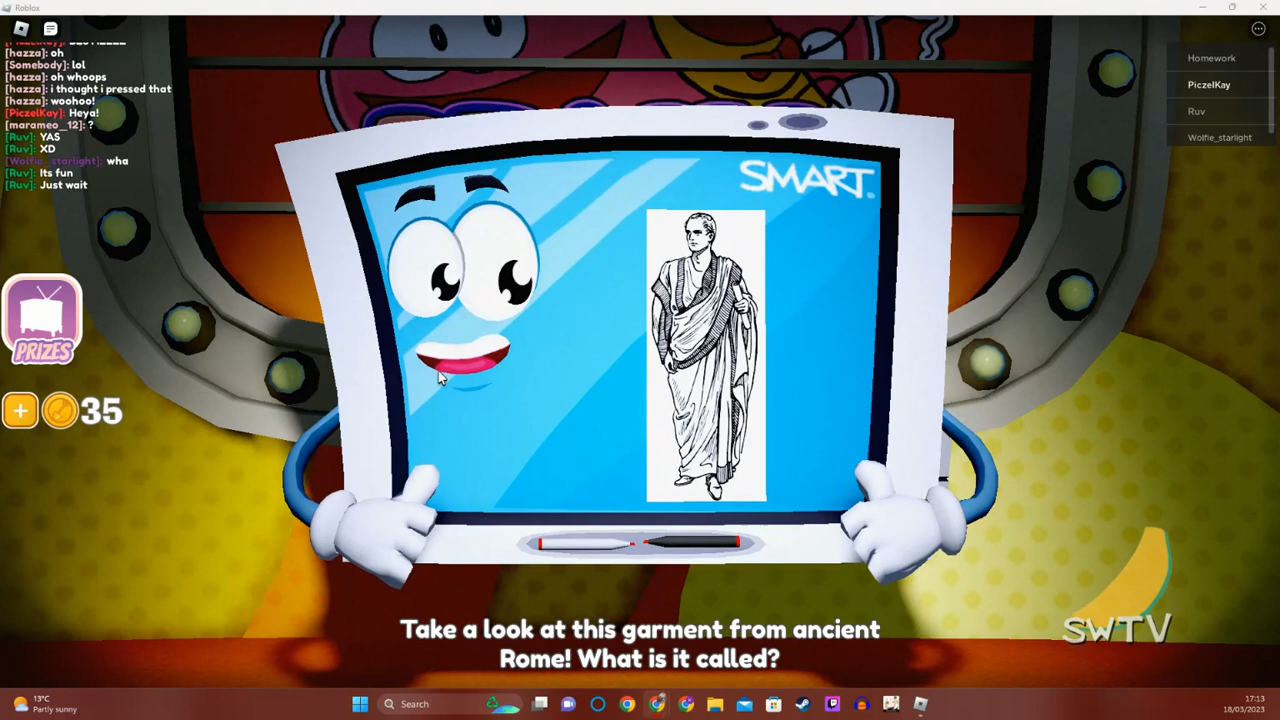 Roblox
[hazza]: oh
[Somebody]: lol
[hazza]: oh whoops
[hazza]: i thought i pressed that
[hazza]: woohoo!
[PiczelKay]: Heya!
[marameo__12]: ?
[Ruv]: YAS
[Ruv]: XD
[Wolfie_starlight]: wha
[Ruv]: Its fun
[Ruv]: Just wait
Homework
PiczelKay
Ruv
Wolfie_starlight
SMART
PRIZES
35
Take a look at this garment from ancient
Rome! What is it called?
SWTV
13°C
Partly sunny
Search
17:13
18/03/2023